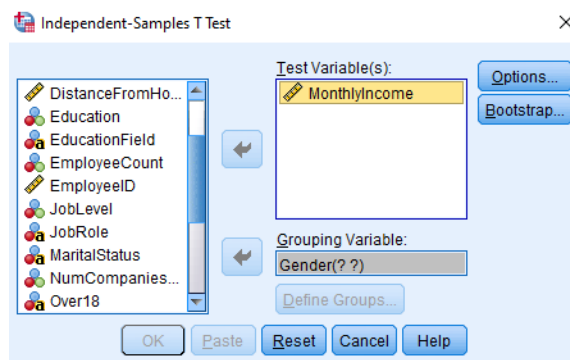 Independent-Samples T Test
DistanceFromHo...
Education
EducationField
EmployeeCount
EmployeeID
JobLevel
JobRole
MaritalStatus
NumCompanies...
Over18
Test Variable(s):
MonthlyIncome
Grouping Variable:
Gender(? ?)
Define Groups...
Options...
Bootstrap...
OK Paste Reset Cancel Help